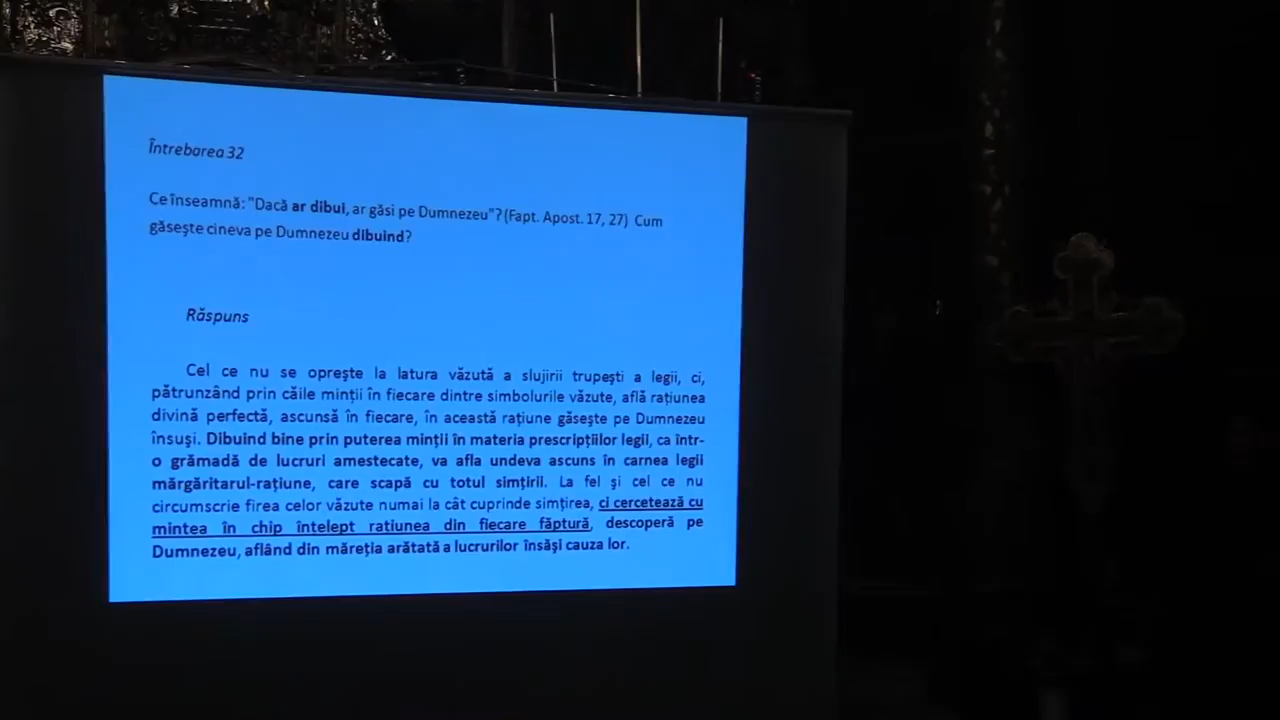 Întrebarea 32
Ce înseamnă: "Dacă ar dibui, ar găsi pe Dumnezeu"? (Fapt. Apost. 17, 27) Cum
găsește cineva pe Dumnezeu dibuind?
Răspuns
Cel ce nu se oprește la latura văzută a slujirii trupești a legii, ci,
pătrunzând prin căile minții în fiecare dintre simbolurile văzute, află rațiunea
divină perfectă, ascunsă în fiecare, în această rațiune găsește pe Dumnezeu
însuși. Dibuind bine prin puterea minții în materia prescripțiilor legii, ca într-
o grămadă de lucruri amestecate, va afla undeva ascuns în carnea legii
mărgăritarul-rațiune, care scapă cu totul simțirii. La fel și cel ce nu
circumscrie firea celor văzute numai la cât cuprinde simțirea, ci cercetează cu
mintea în chip înțelept rațiunea din fiecare făptură, descoperă pe
Dumnezeu, aflând din măreția arătată a lucrurilor însăși cauza lor.